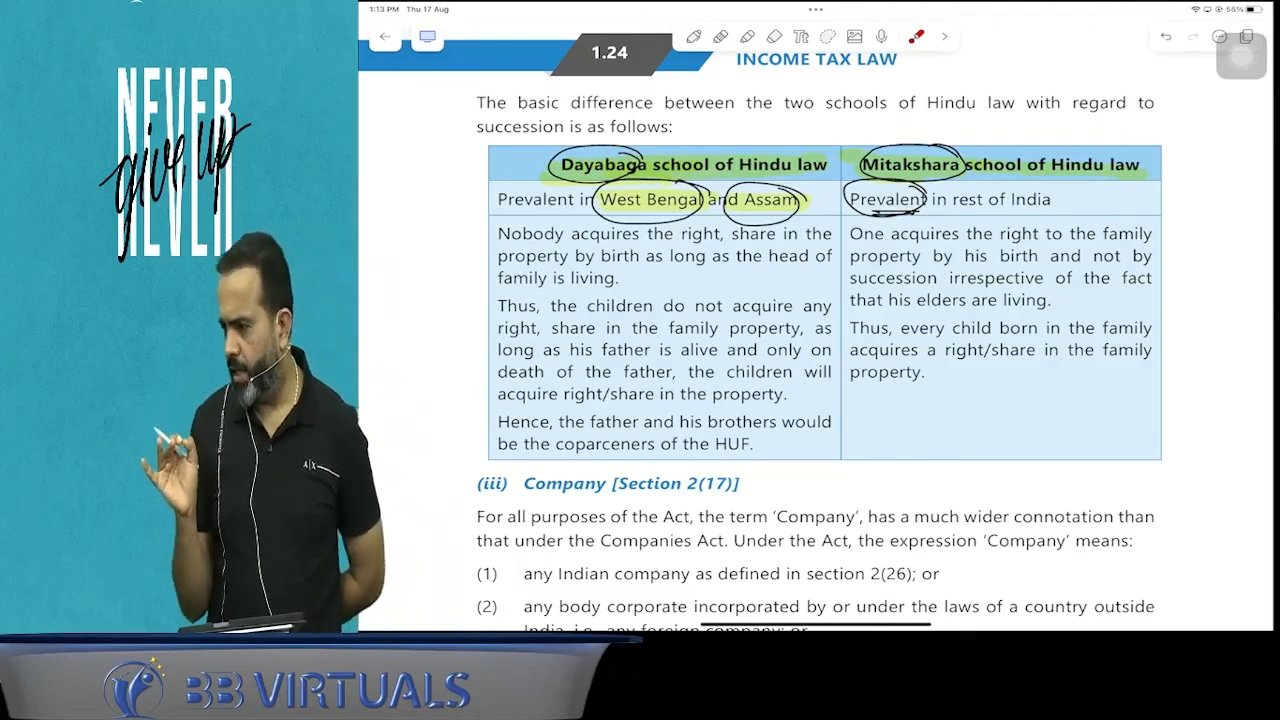 1:13 PM Thu 17 Aug
55%
1.24
INCOME TAX LAW
NEVER
give up
NEVER
The basic difference between the two schools of Hindu law with regard to
succession is as follows:
Dayabaga school of Hindu law
Mitakshara school of Hindu law
Prevalent in West Bengal and Assam
Prevalent in rest of India
Nobody acquires the right, share in the
property by birth as long as the head of
family is living.
Thus, the children do not acquire any
right, share in the family property, as
long as his father is alive and only on
death of the father, the children will
acquire right/share in the property.
Hence, the father and his brothers would
be the coparceners of the HUF.
One acquires the right to the family
property by his birth and not by
succession irrespective of the fact
that his elders are living.
Thus, every child born in the family
acquires a right/share in the family
property.
(iii) Company [Section 2(17)]
For all purposes of the Act, the term ‘Company’, has a much wider connotation than
that under the Companies Act. Under the Act, the expression ‘Company’ means:
(1) any Indian company as defined in section 2(26); or
(2) any body corporate incorporated by or under the laws of a country outside
India, i.e., any foreign company; or
A|X
BB VIRTUALS